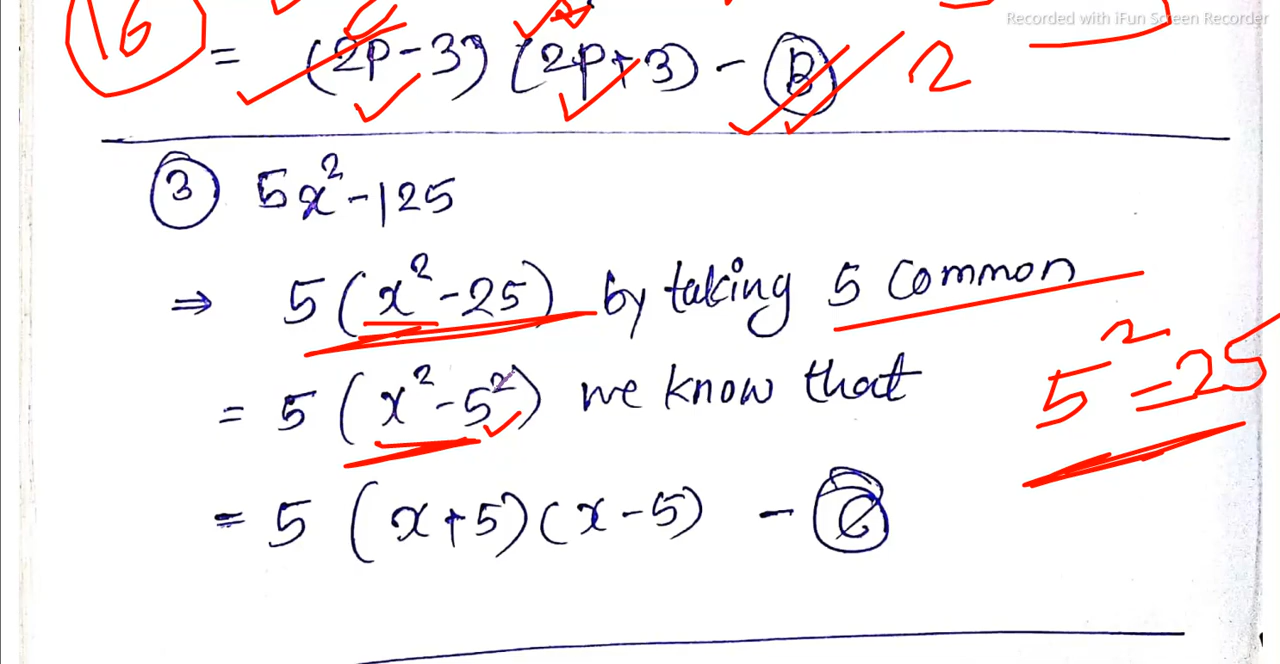 Recorded with iFun Screen Recorder
16
= (2p-3) (2p+3) - B 2
3 5x²-125
⇒ 5(x²-25) by taking 5 common
= 5(x²-5²) we know that 5²=25
= 5 (x+5)(x-5) - C